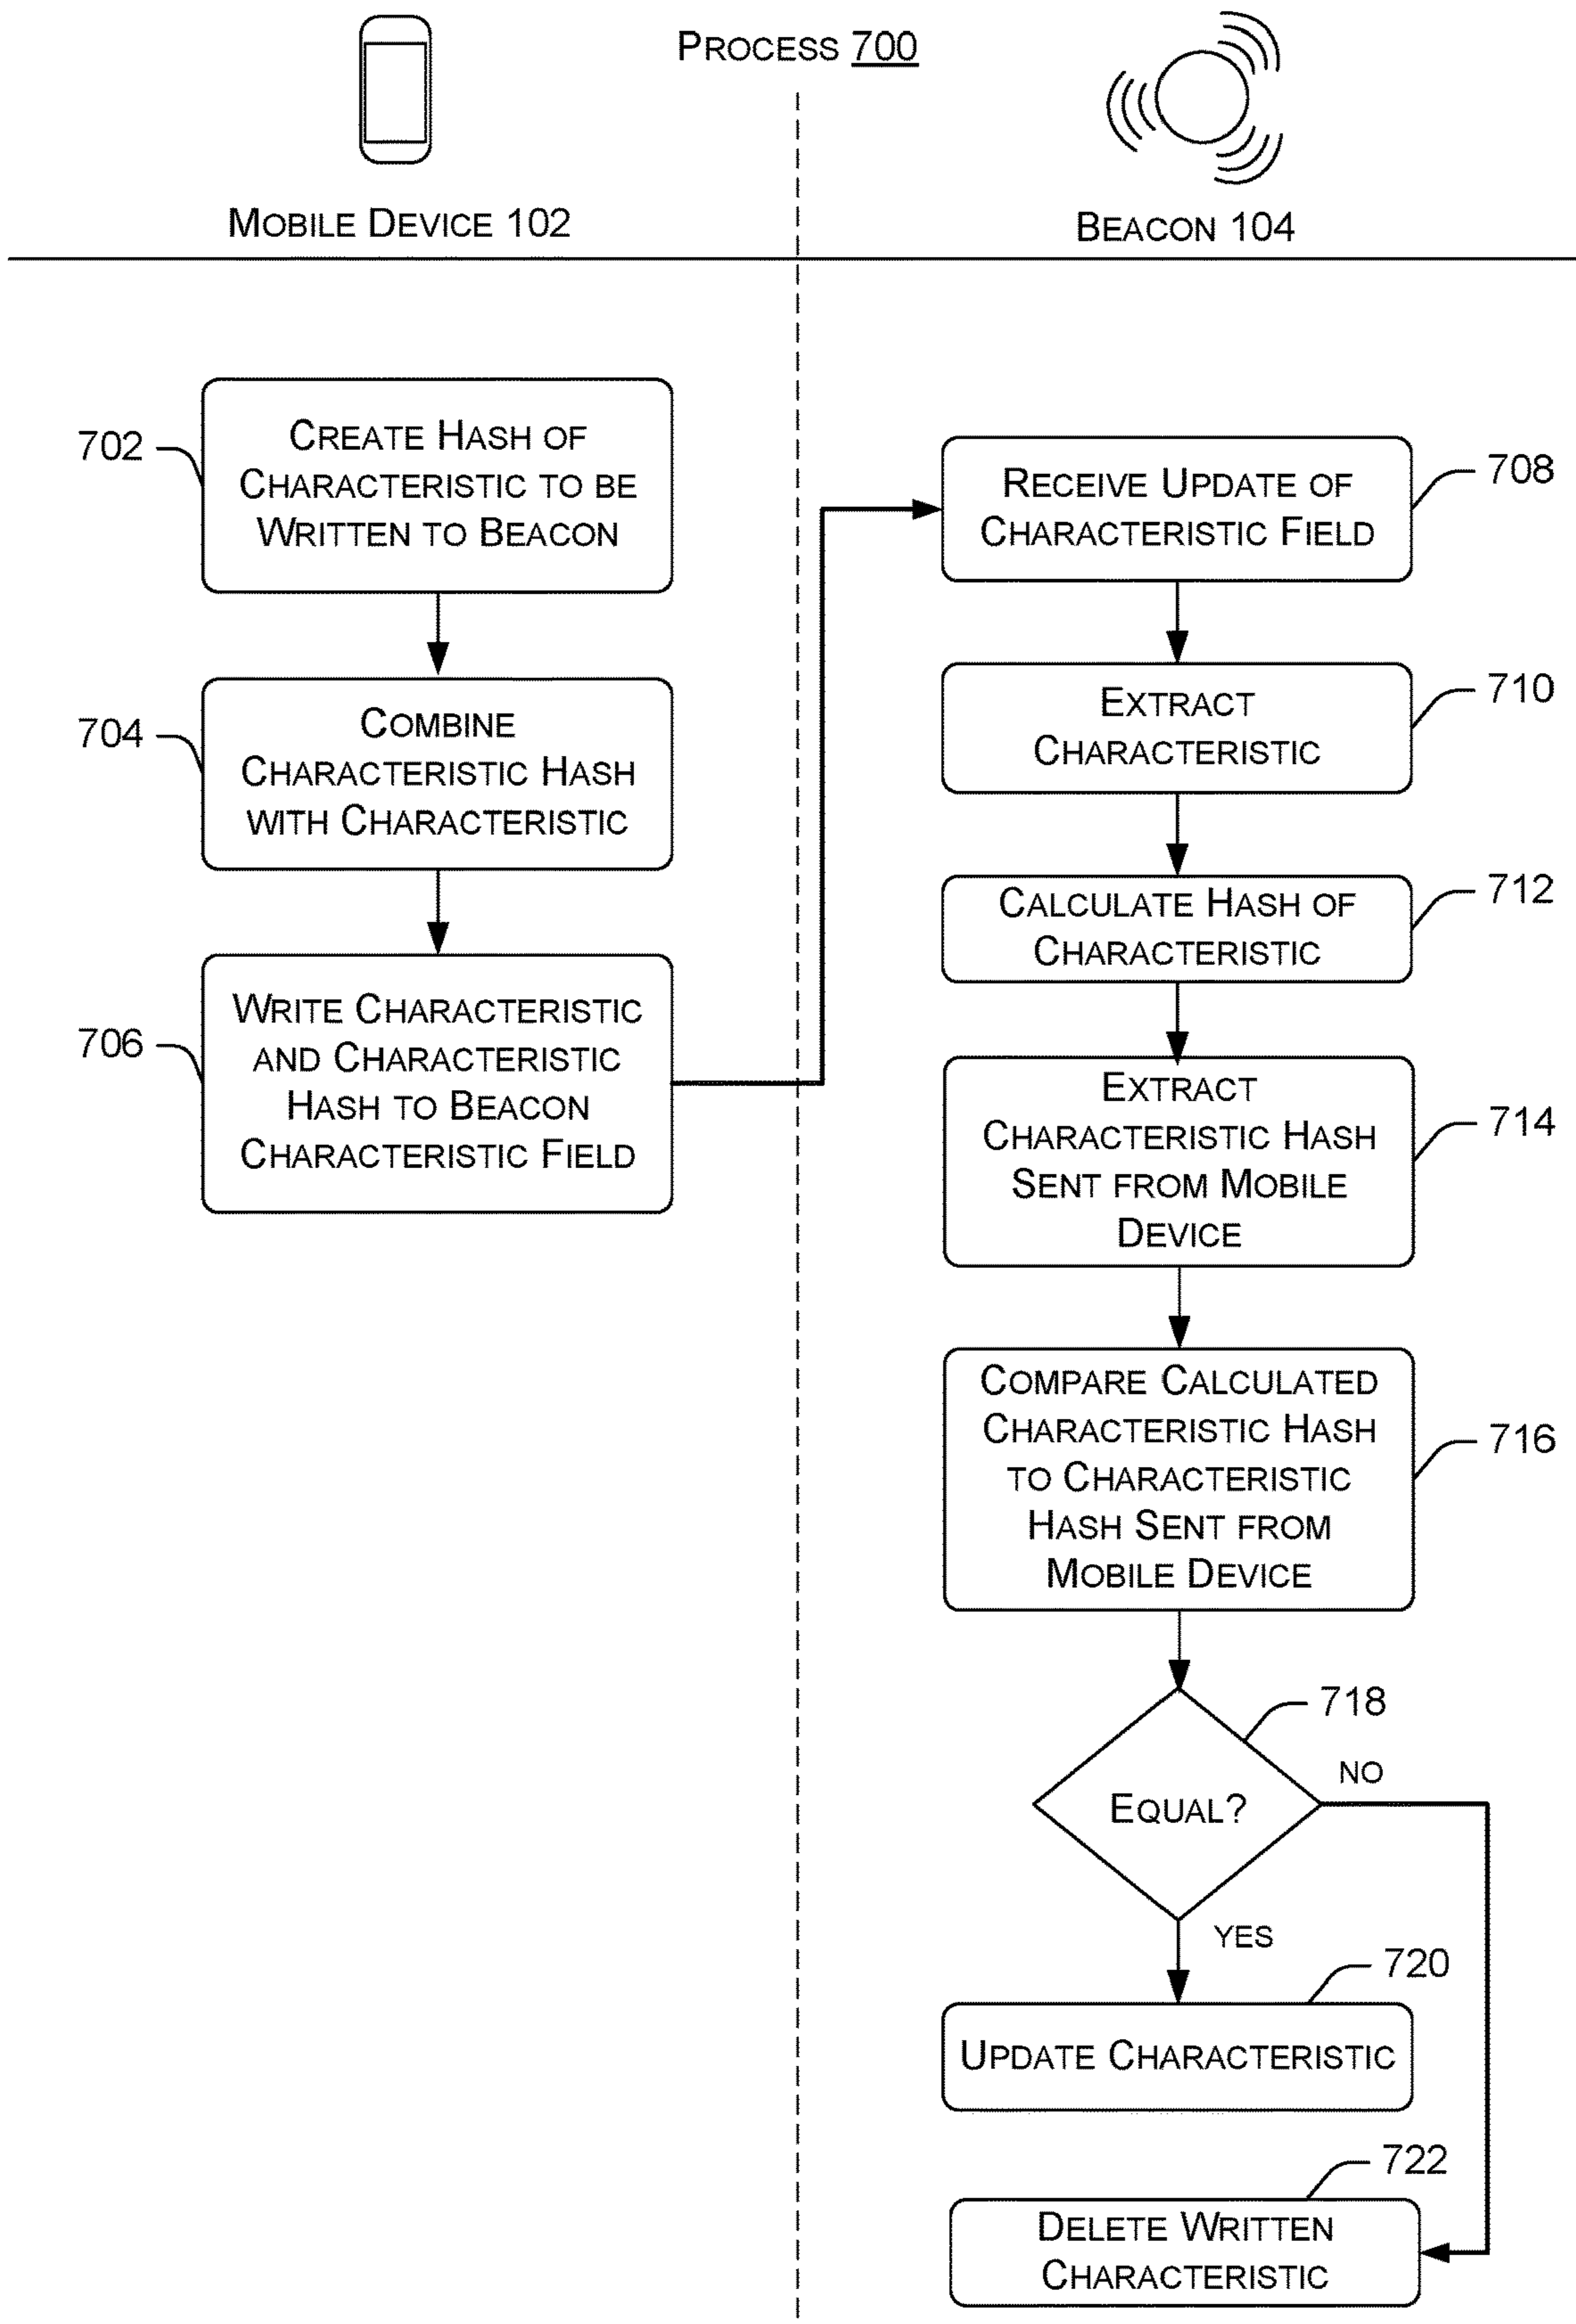 PROCESS 700
MOBILE DEVICE 102
BEACON 104
702
CREATE HASH OF
CHARACTERISTIC TO BE
WRITTEN TO BEACON
704
COMBINE
CHARACTERISTIC HASH
WITH CHARACTERISTIC
706
WRITE CHARACTERISTIC
AND CHARACTERISTIC
HASH TO BEACON
CHARACTERISTIC FIELD
708
RECEIVE UPDATE OF
CHARACTERISTIC FIELD
710
EXTRACT
CHARACTERISTIC
712
CALCULATE HASH OF
CHARACTERISTIC
714
EXTRACT
CHARACTERISTIC HASH
SENT FROM MOBILE
DEVICE
716
COMPARE CALCULATED
CHARACTERISTIC HASH
TO CHARACTERISTIC
HASH SENT FROM
MOBILE DEVICE
718
EQUAL?
NO
YES
720
UPDATE CHARACTERISTIC
722
DELETE WRITTEN
CHARACTERISTIC